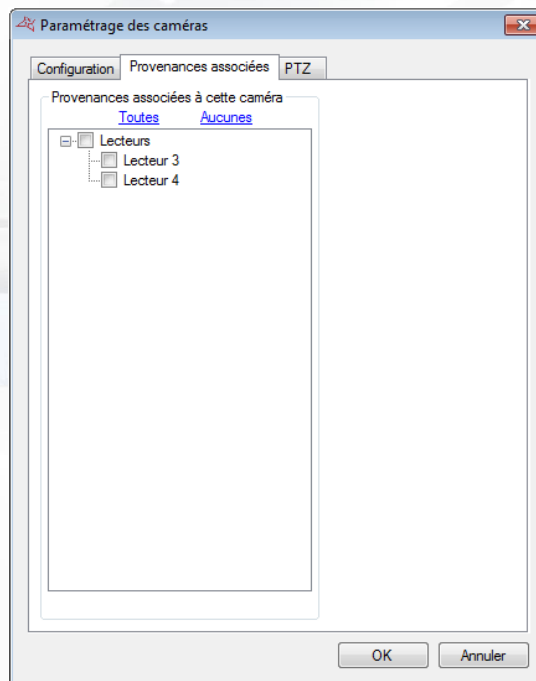 Paramétrage des caméras
Configuration Provenances associées PTZ
Provenances associées à cette caméra
Toutes Aucunes
Lecteurs
Lecteur 3
Lecteur 4
OK Annuler